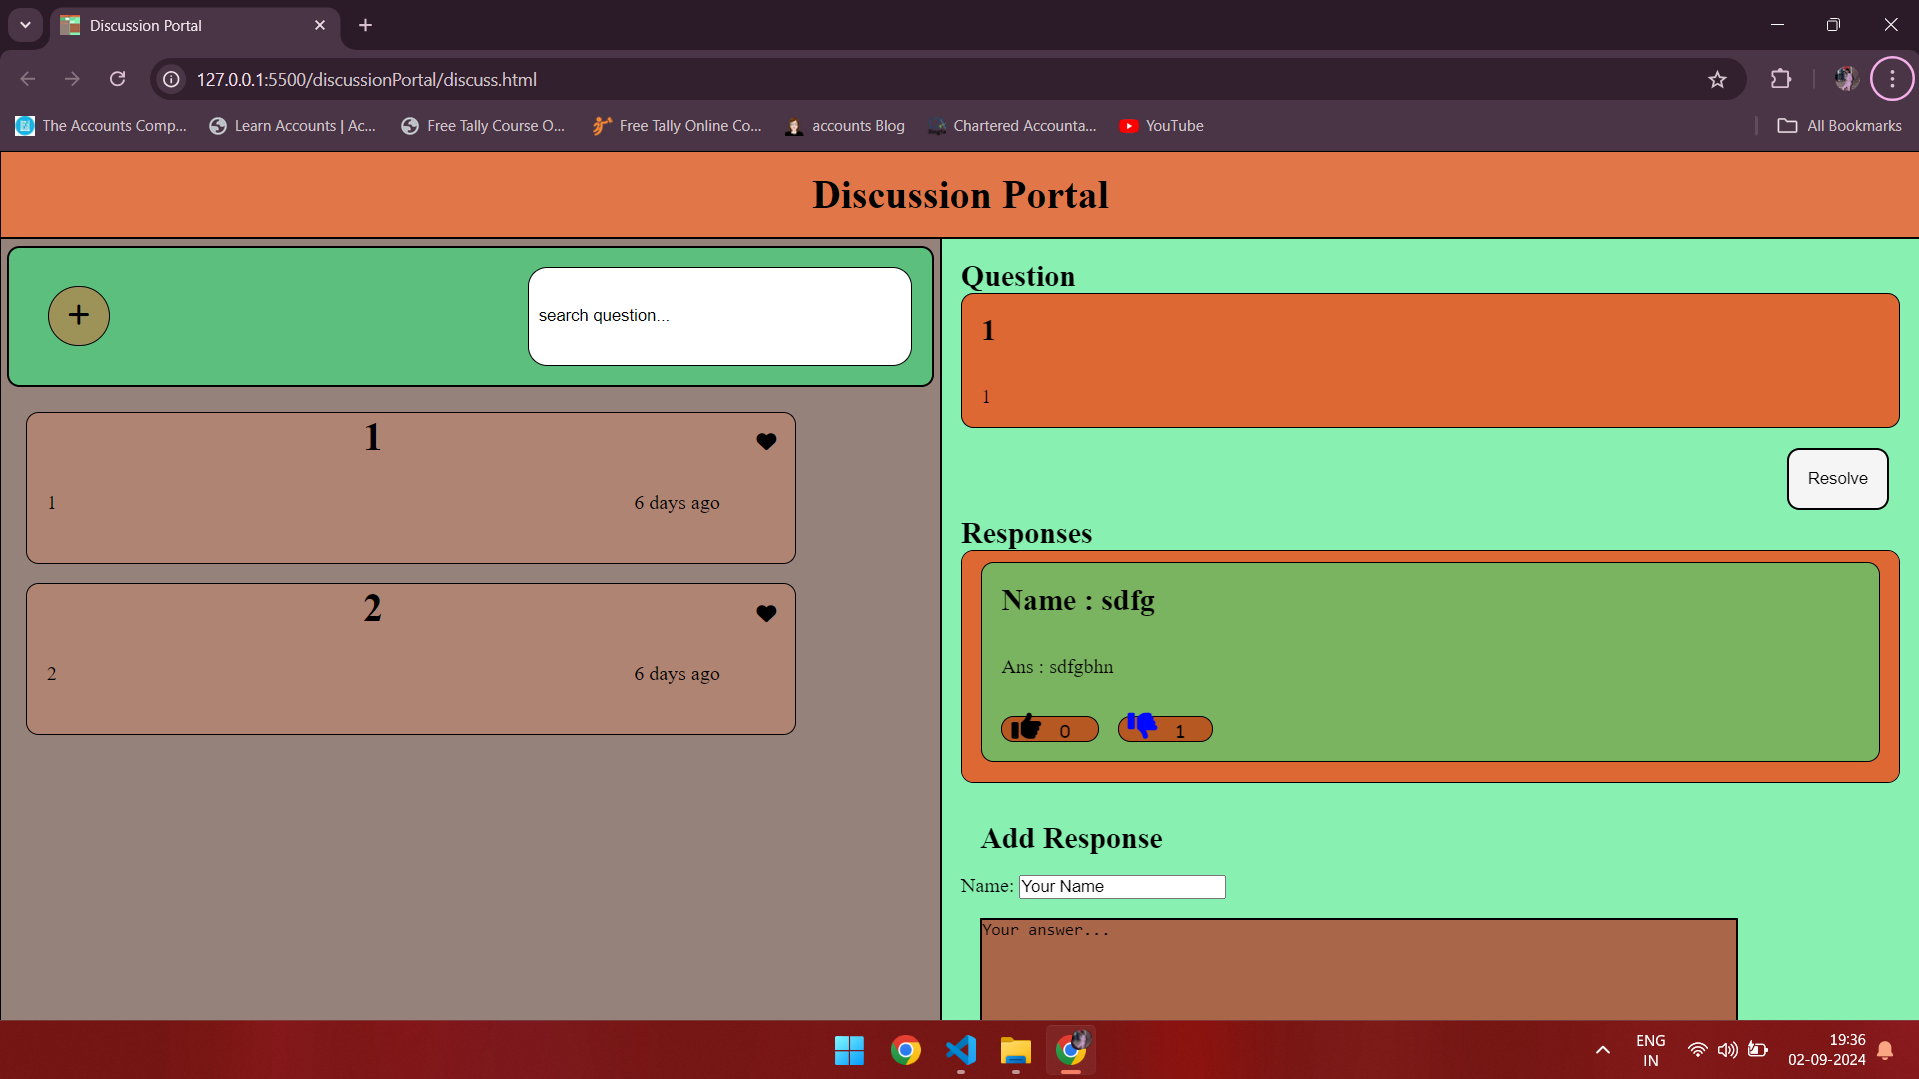 Discussion Portal
127.0.0.1:5500/discussionPortal/discuss.html
The Accounts Comp...
Learn Accounts | Ac...
Free Tally Course O...
Free Tally Online Co...
accounts Blog
Chartered Accounta...
YouTube
All Bookmarks
Discussion Portal
search question...
1
1
6 days ago
2
2
6 days ago
Question
1
1
Resolve
Responses
Name : sdfg
Ans : sdfgbhn
0
1
Add Response
Name: Your Name
Your answer...
ENG
IN
19:36
02-09-2024